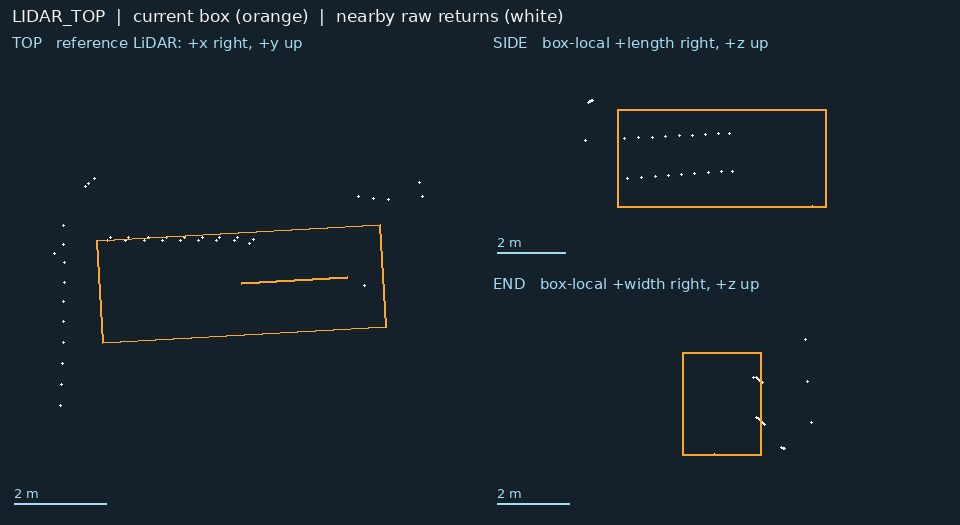 LIDAR_TOP | current box (orange) | nearby raw returns (white)
TOP reference LiDAR: +x right, +y up
SIDE box-local +length right, +z up
2 m
END box-local +width right, +z up
2 m
2 m